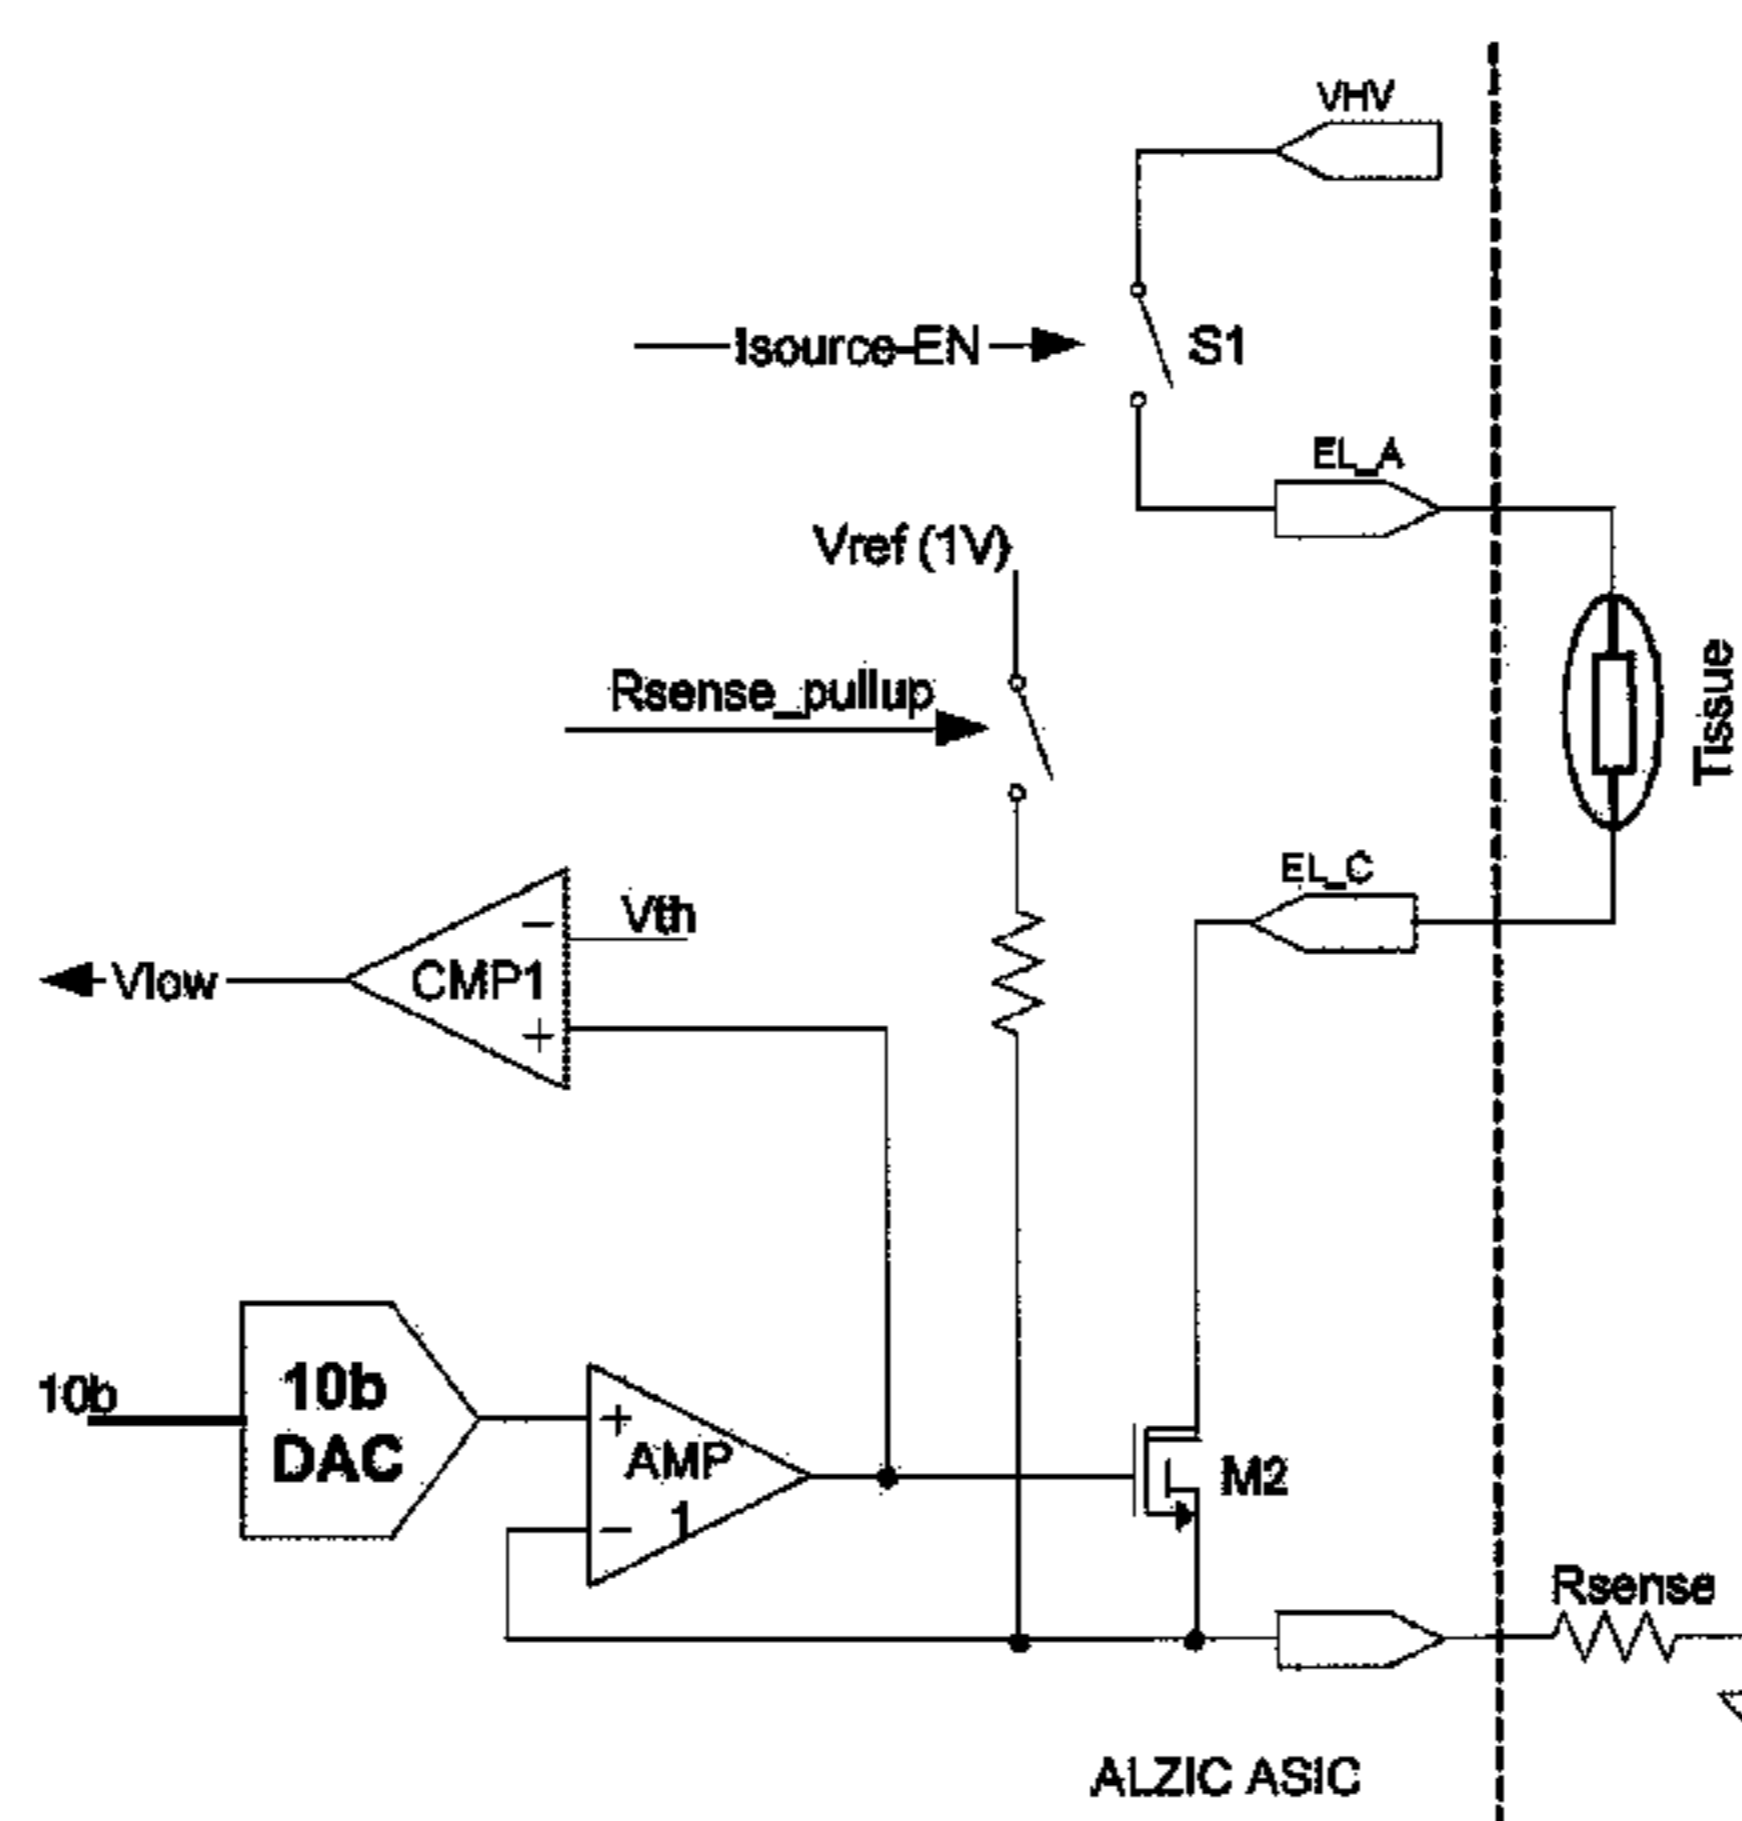 VHV
Isource-EN
S1
EL_A
Vref (1V)
Rsense_pullup
Tissue
EL_C
Vth
−
Vlow
CMP1
+
10b
10b
DAC
+
AMP
1
−
M2
Rsense
ALZIC ASIC